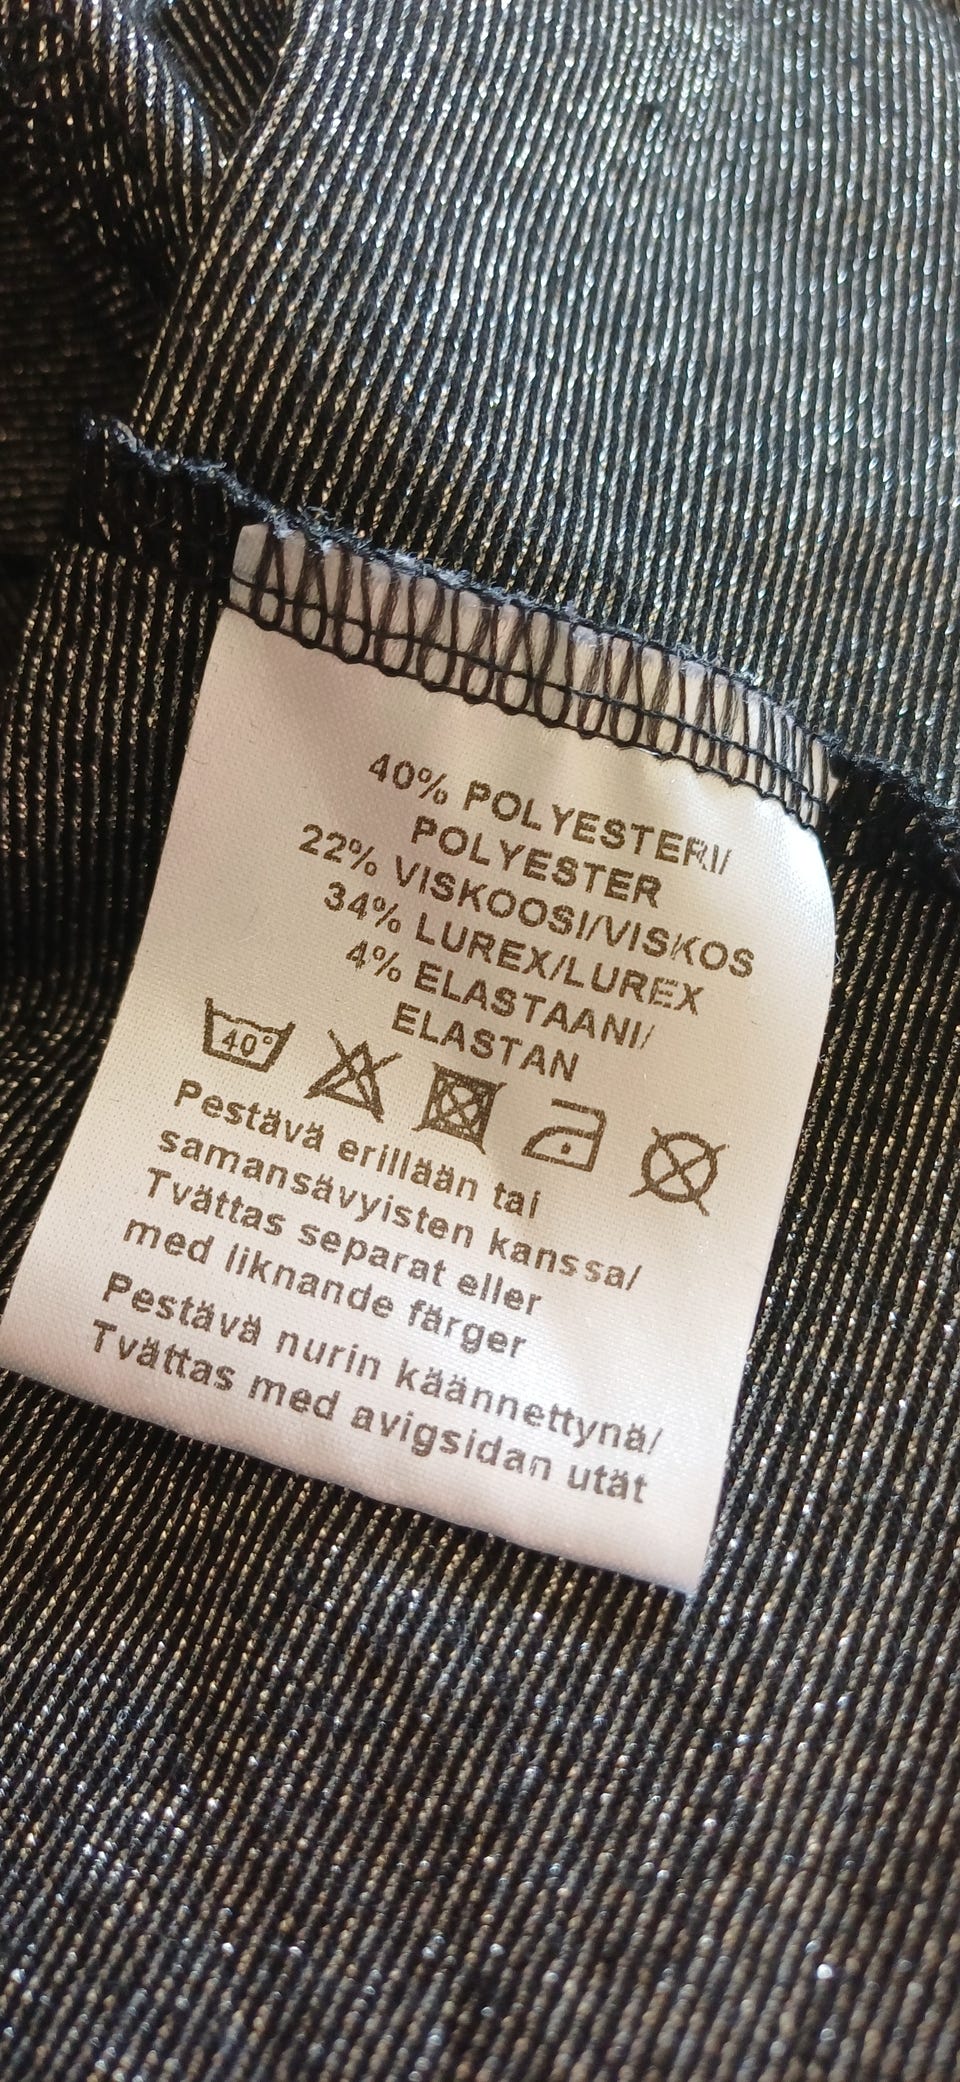 40% POLYESTERI/
POLYESTER
22% VISKOOSI/VISKOS
34% LUREX/LUREX
4% ELASTAANI/
ELASTAN
40°
Pestävä erillään tai
samansävyisten kanssa/
Tvättas separat eller
med liknande färger
Pestävä nurin käännettynä/
Tvättas med avigsidan utåt